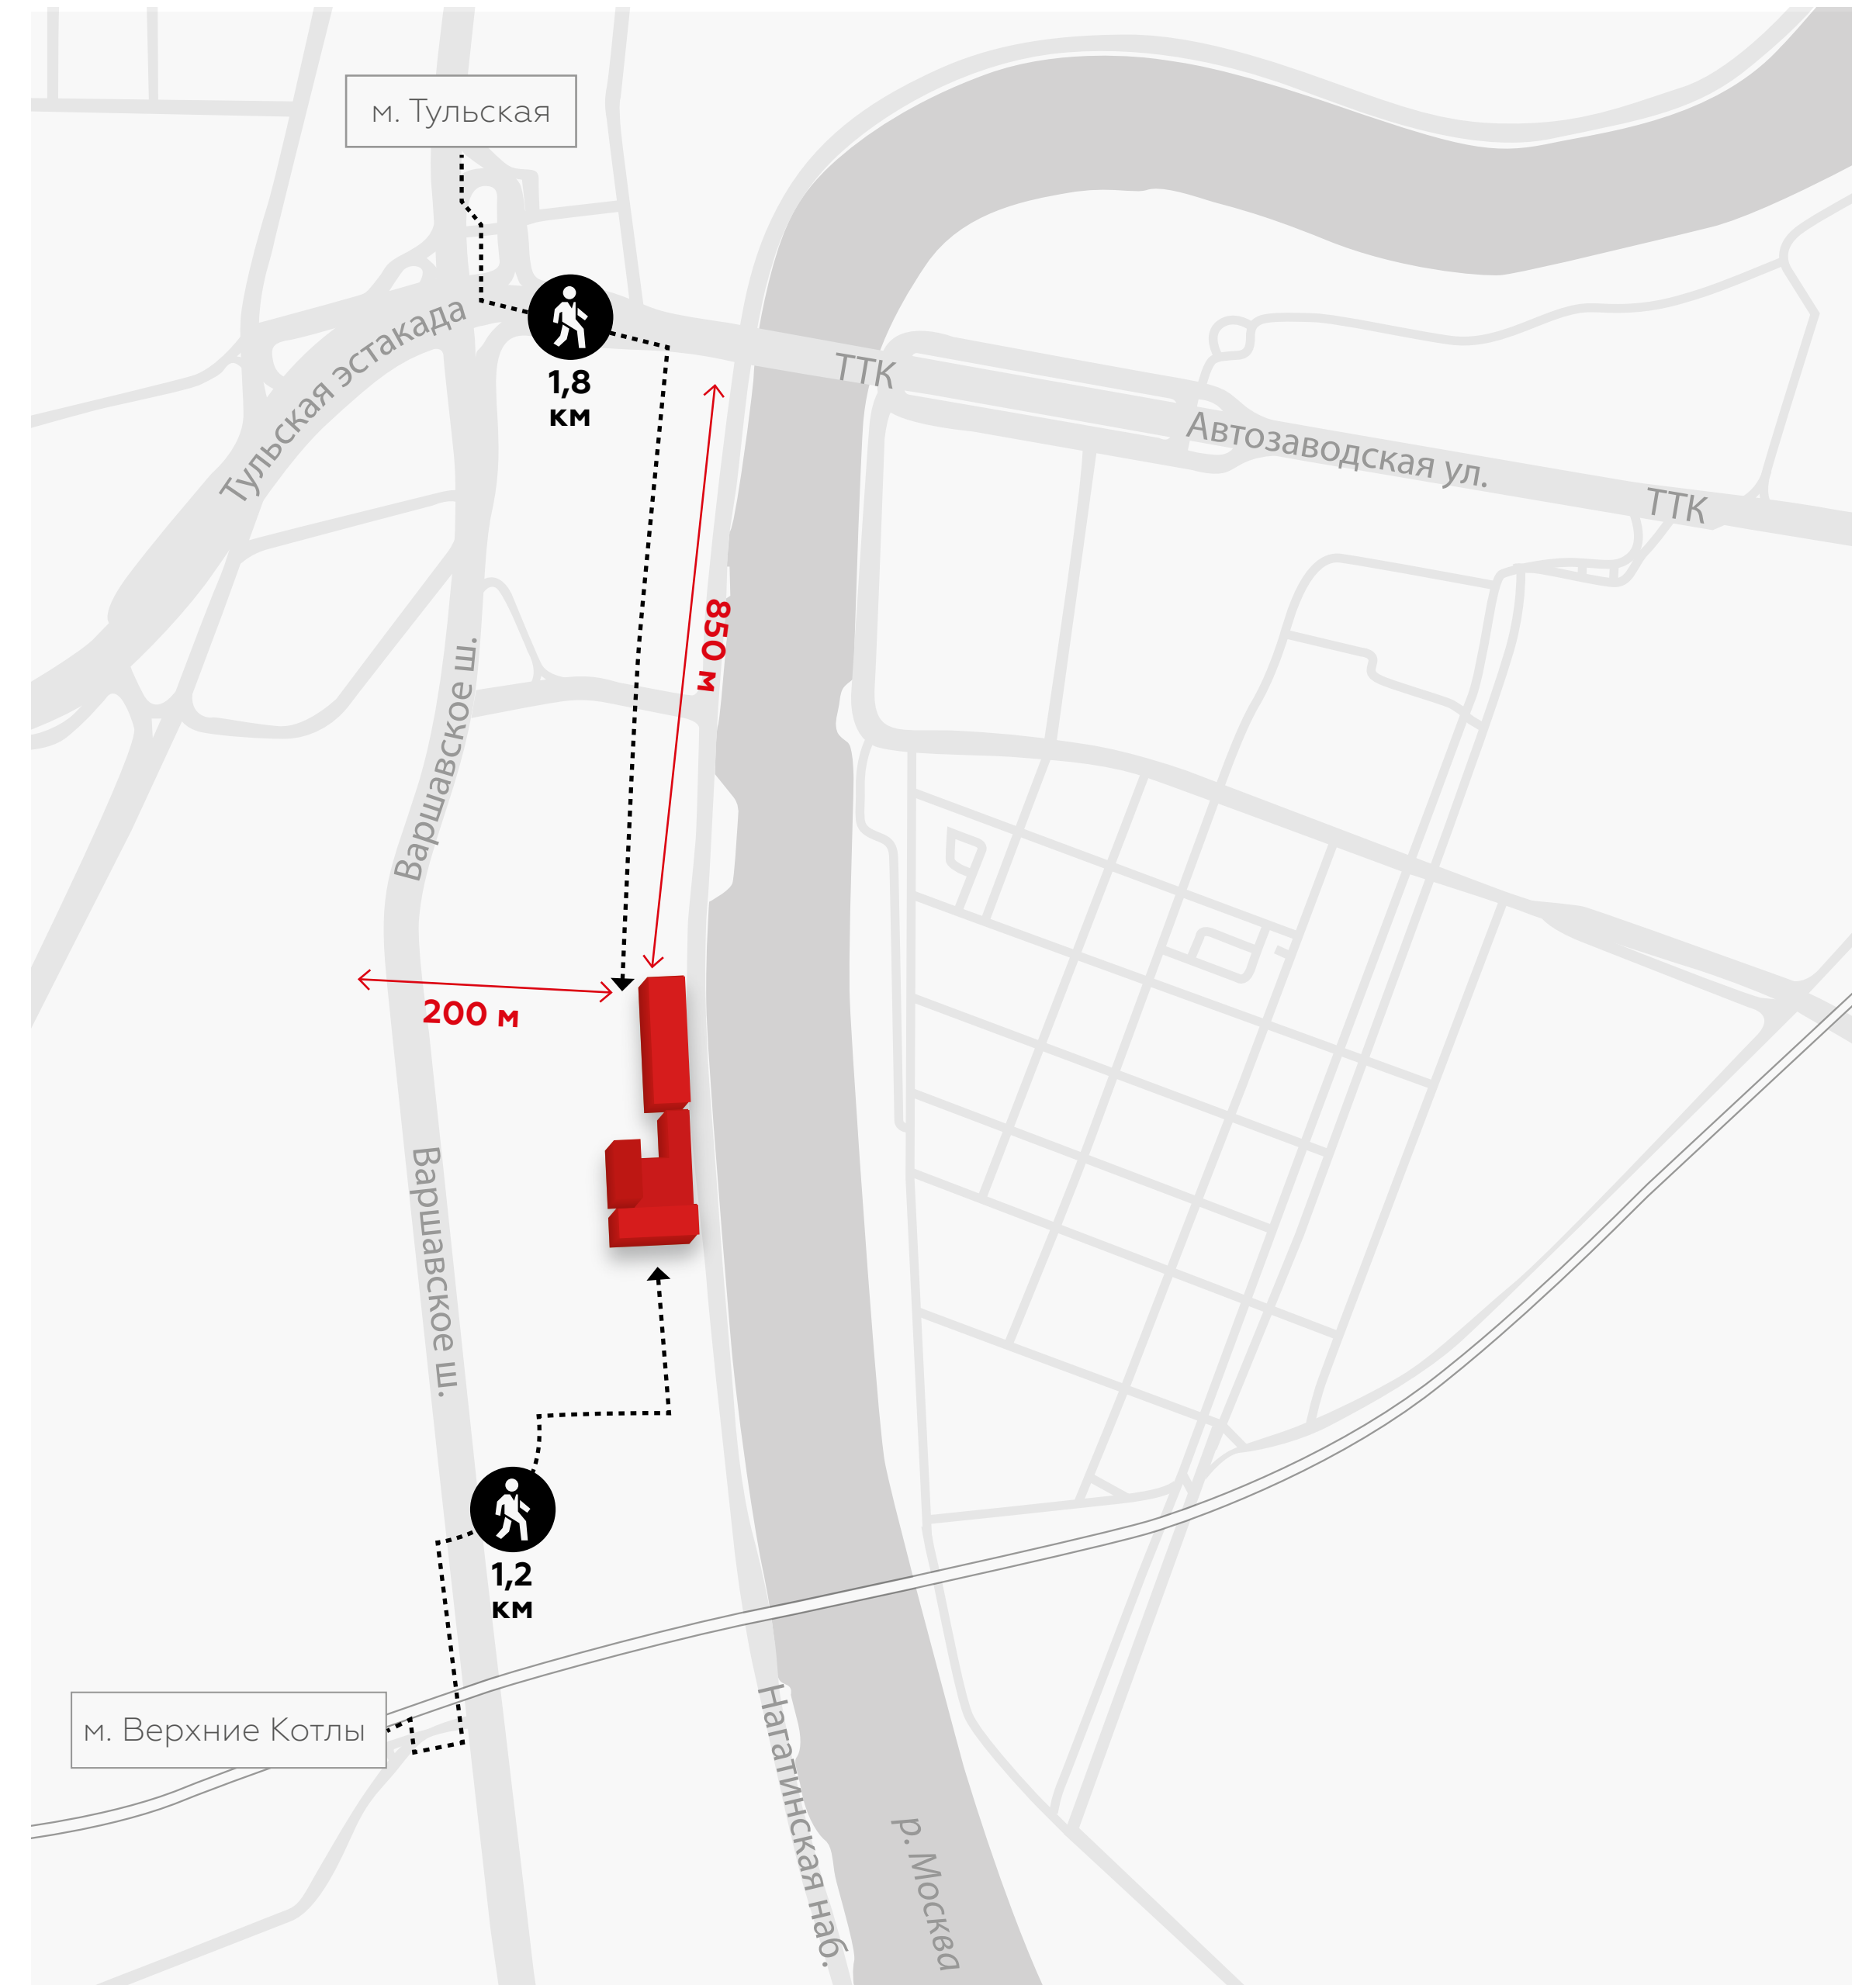 м. Тульская
Тульская эстакада
1,8
км
ТТК
Автозаводская ул.
ТТК
850 м
Варшавское ш.
200 м
Варшавское ш.
1,2
км
м. Верхние Котлы
Нагатинская наб.
р. Москва